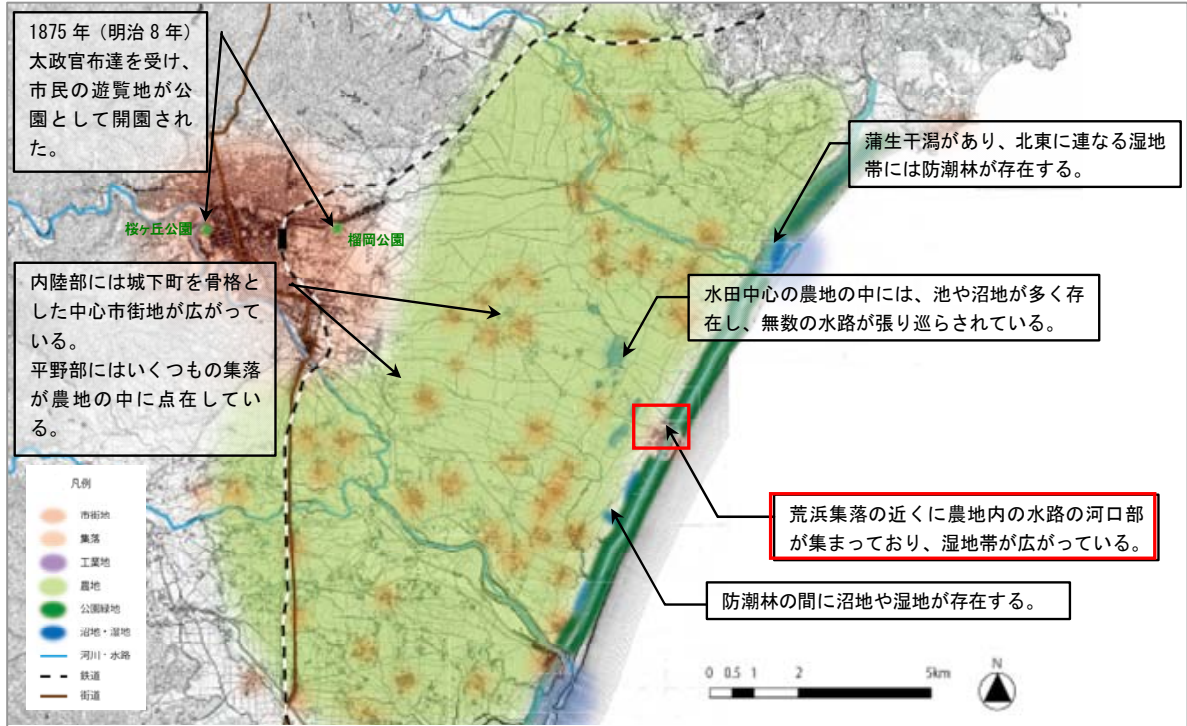 1875 年（明治 8 年）
太政官布達を受け、
市民の遊覧地が公
園として開園され
た。
蒲生干潟があり、北東に連なる湿地
帯には防潮林が存在する。
桜ヶ丘公園
榴岡公園
内陸部には城下町を骨格と
した中心市街地が広がって
いる。
平野部にはいくつもの集落
が農地の中に点在してい
る。
水田中心の農地の中には、池や沼地が多く存
在し、無数の水路が張り巡らされている。
荒浜集落の近くに農地内の水路の河口部
が集まっており、湿地帯が広がっている。
防潮林の間に沼地や湿地が存在する。
凡例
市街地
集落
工業地
農地
公園緑地
沼地・湿地
河川・水路
鉄道
街道
0 0.5 1 2 5km
N